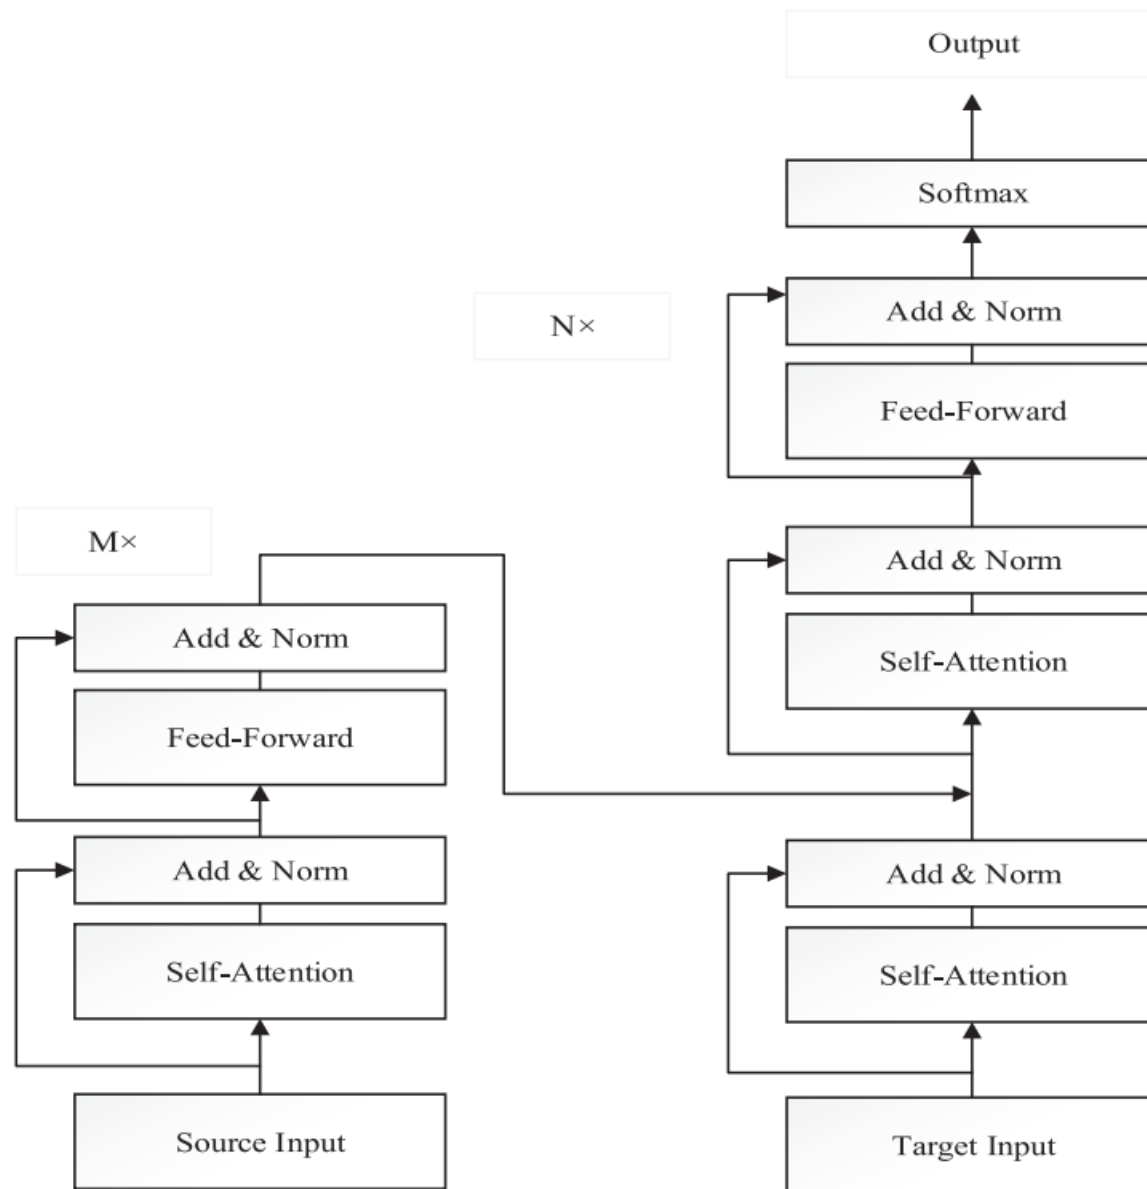 Output
Softmax
Add & Norm
N×
Feed-Forward
Add & Norm
M×
Self-Attention
Add & Norm
Feed-Forward
Add & Norm
Add & Norm
Self-Attention
Self-Attention
Source Input
Target Input